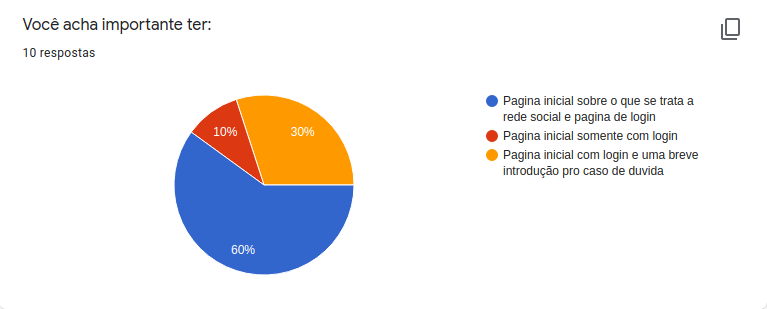 Você acha importante ter:
10 respostas
10%
30%
60%
Pagina inicial sobre o que se trata a
rede social e pagina de login
Pagina inicial somente com login
Pagina inicial com login e uma breve
introdução pro caso de duvida